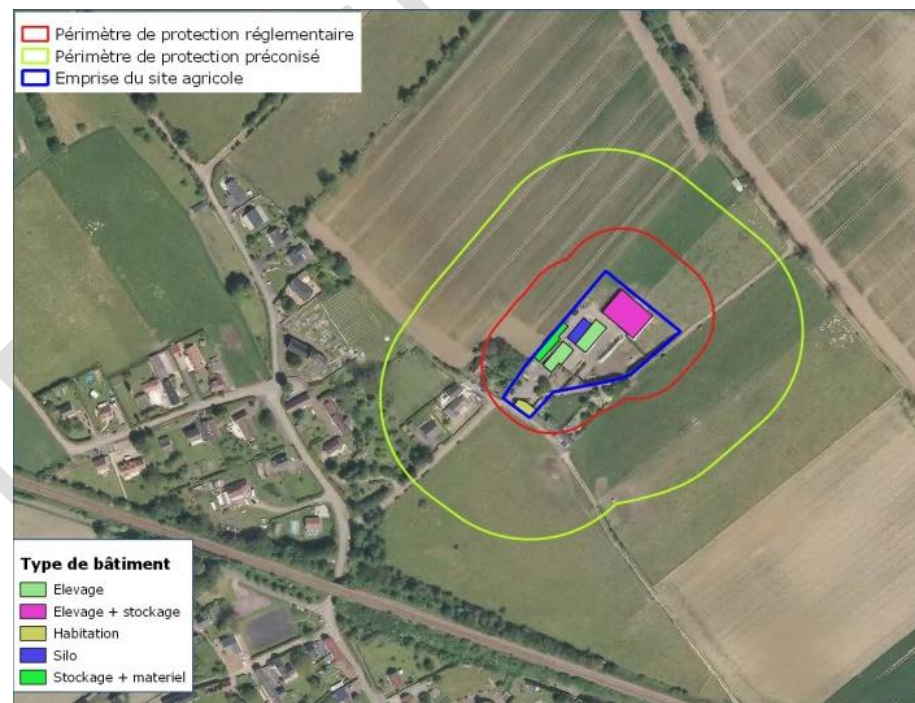 Périmètre de protection réglementaire
Périmètre de protection préconisé
Emprise du site agricole
Type de bâtiment
Elevage
Elevage + stockage
Habitation
Silo
Stockage + materiel